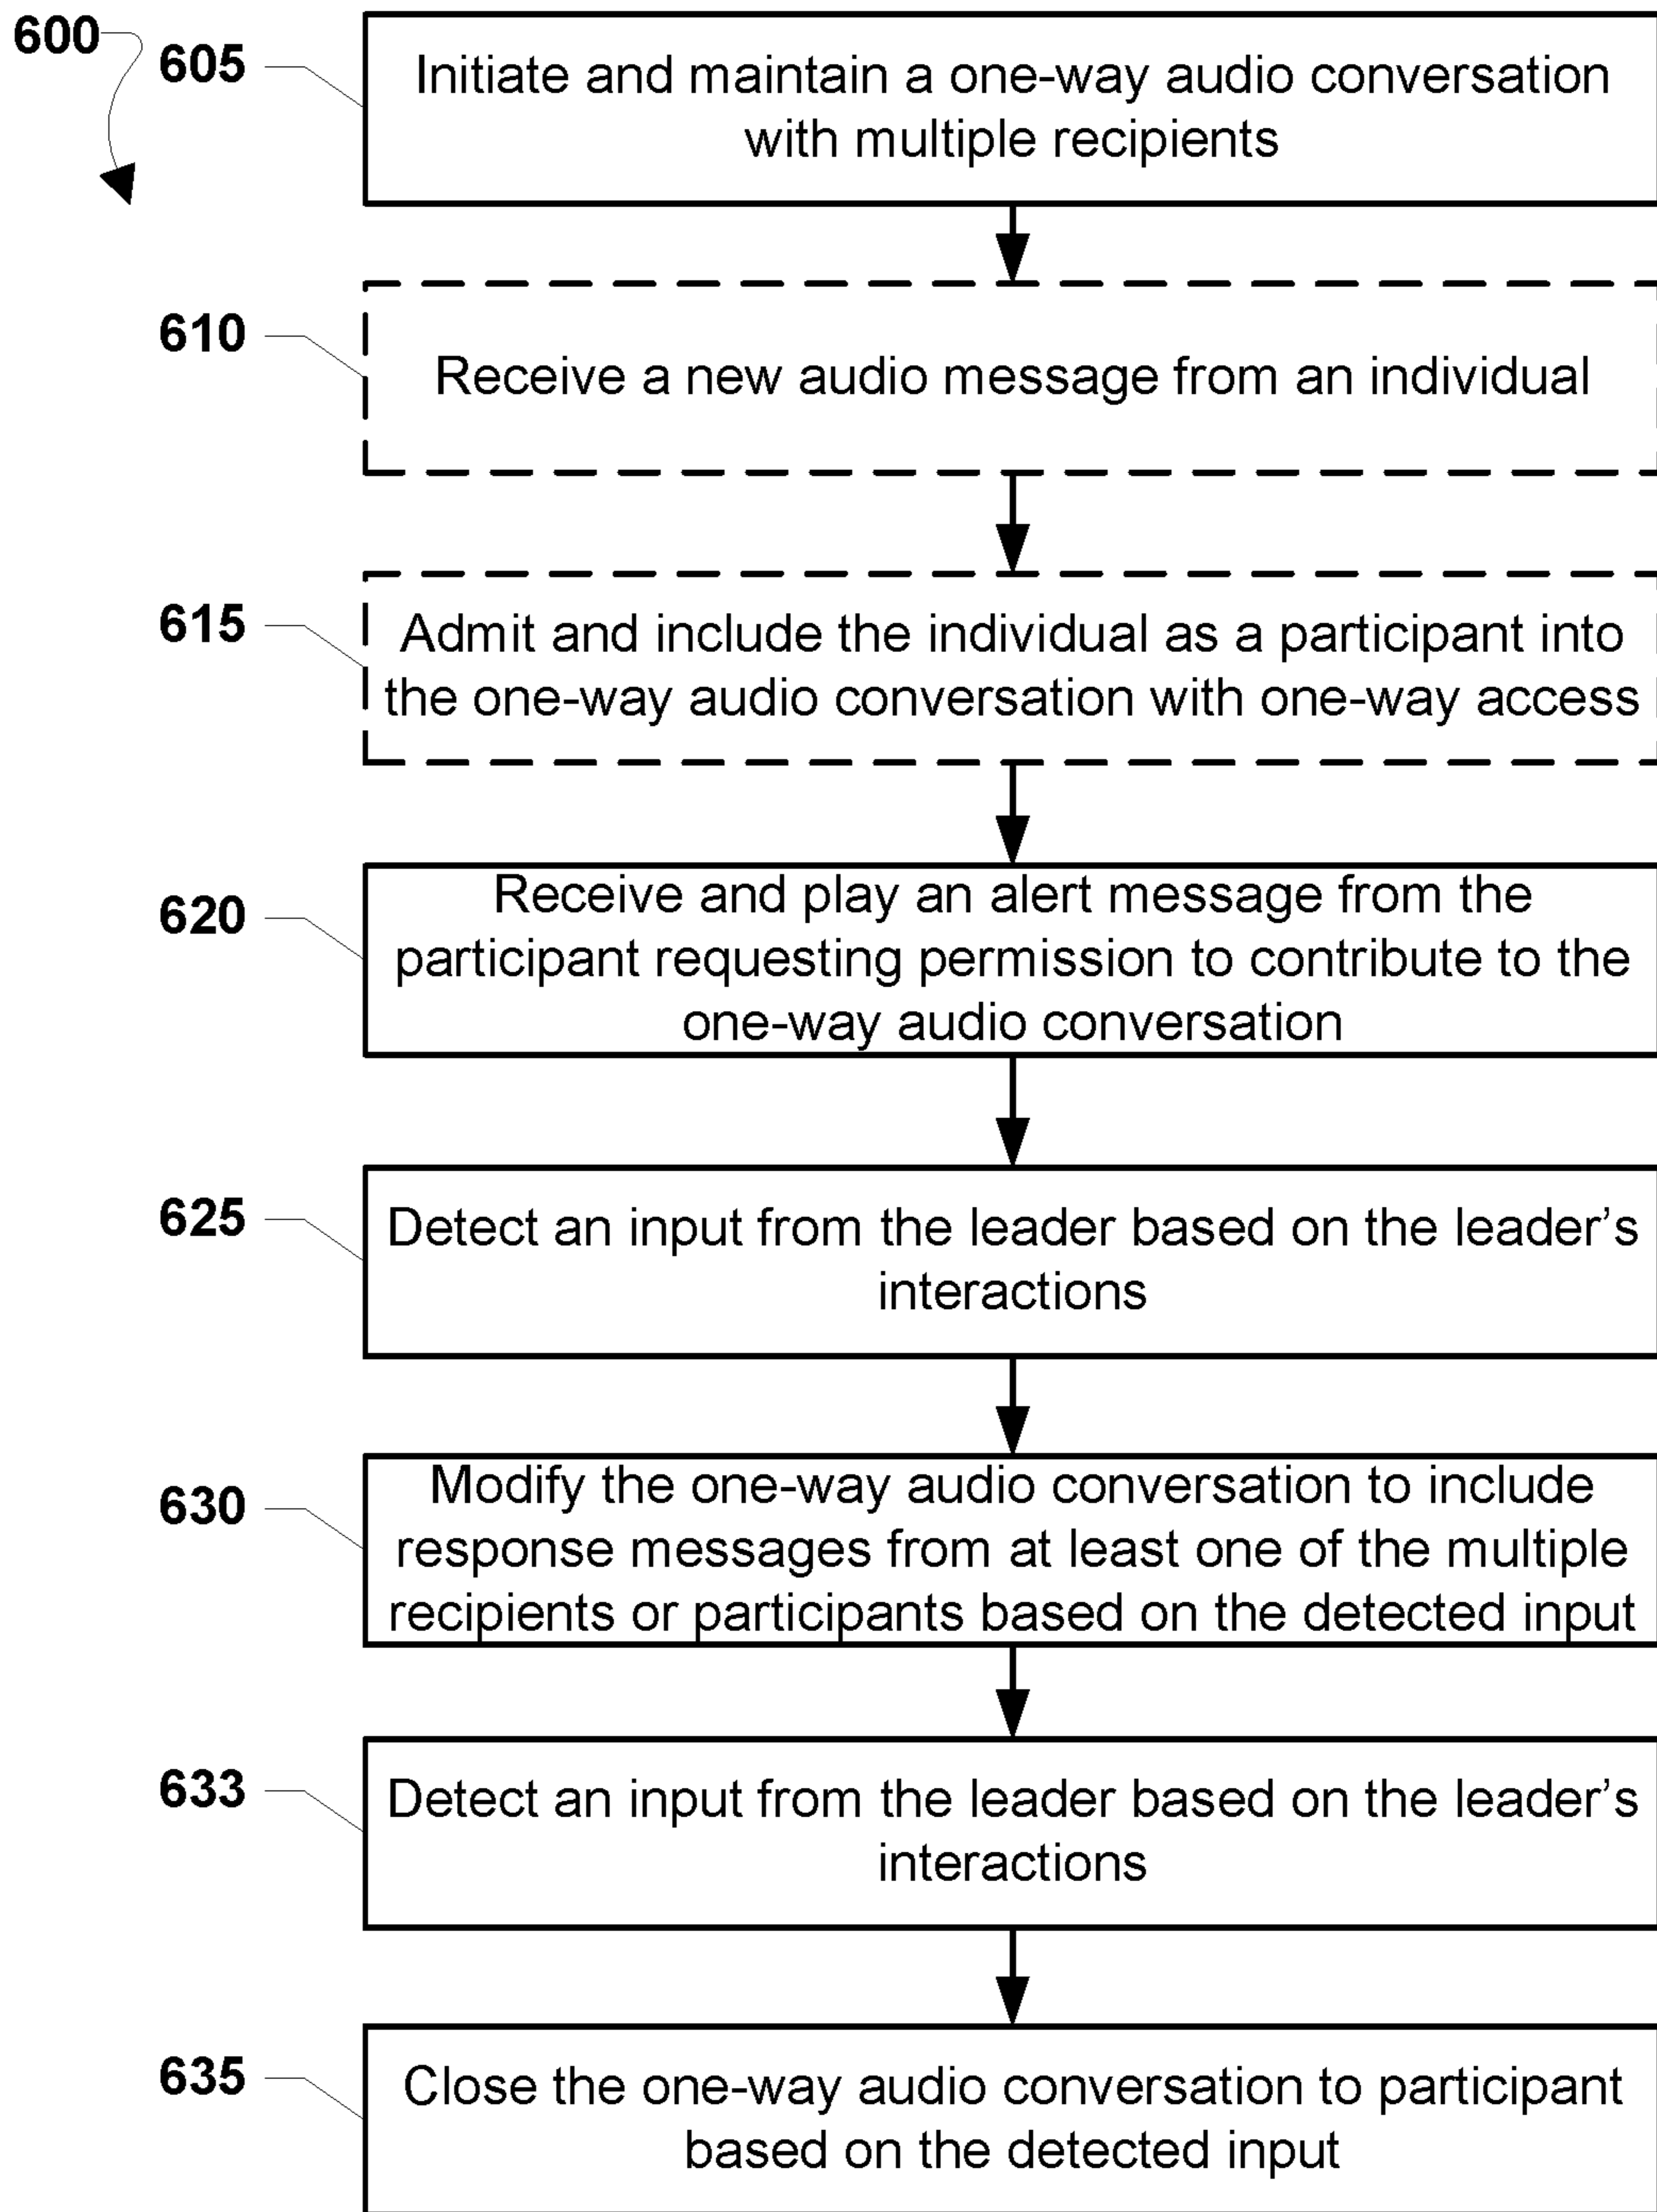 600
605
Initiate and maintain a one-way audio conversation
with multiple recipients
610
Receive a new audio message from an individual
615
Admit and include the individual as a participant into
the one-way audio conversation with one-way access
620
Receive and play an alert message from the
participant requesting permission to contribute to the
one-way audio conversation
625
Detect an input from the leader based on the leader’s
interactions
630
Modify the one-way audio conversation to include
response messages from at least one of the multiple
recipients or participants based on the detected input
633
Detect an input from the leader based on the leader’s
interactions
635
Close the one-way audio conversation to participant
based on the detected input